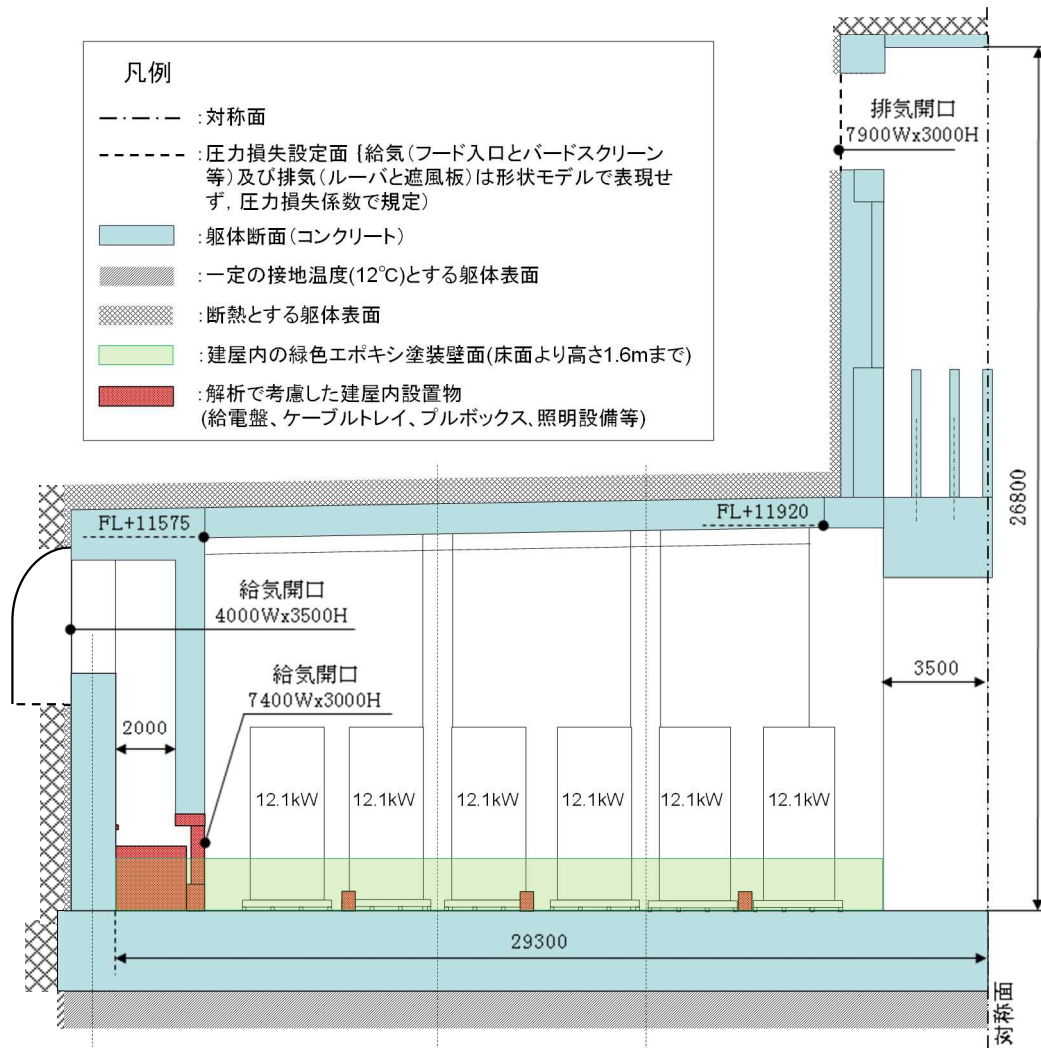 凡例
:対称面
:圧力損失設定面 {給気(フード入口とバードスクリーン
等)及び排気(ルーバと遮風板)は形状モデルで表現せ
ず, 圧力損失係数で規定)
:躯体断面(コンクリート)
:一定の接地温度(12℃)とする躯体表面
:断熱とする躯体表面
:建屋内の緑色エポキシ塗装壁面(床面より高さ1.6mまで)
:解析で考慮した建屋内設置物
(給電盤、ケーブルトレイ、プルボックス、照明設備等)
排気開口
7900Wx3000H
26800
FL+11575
FL+11920
給気開口
4000Wx3500H
給気開口
7400Wx3000H
3500
2000
12.1kW
12.1kW
12.1kW
12.1kW
12.1kW
12.1kW
29300
対称面